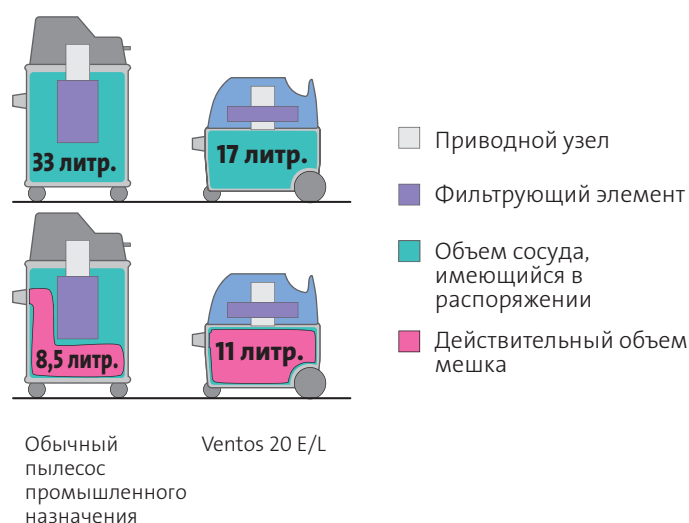 33 литр.
17 литр.
8,5 литр.
11 литр.
Обычный
пылесос
промышленного
назначения
Ventos 20 E/L
Приводной узел
Фильтрующий элемент
Объем сосуда,
имеющийся в
распоряжении
Действительный объем
мешка